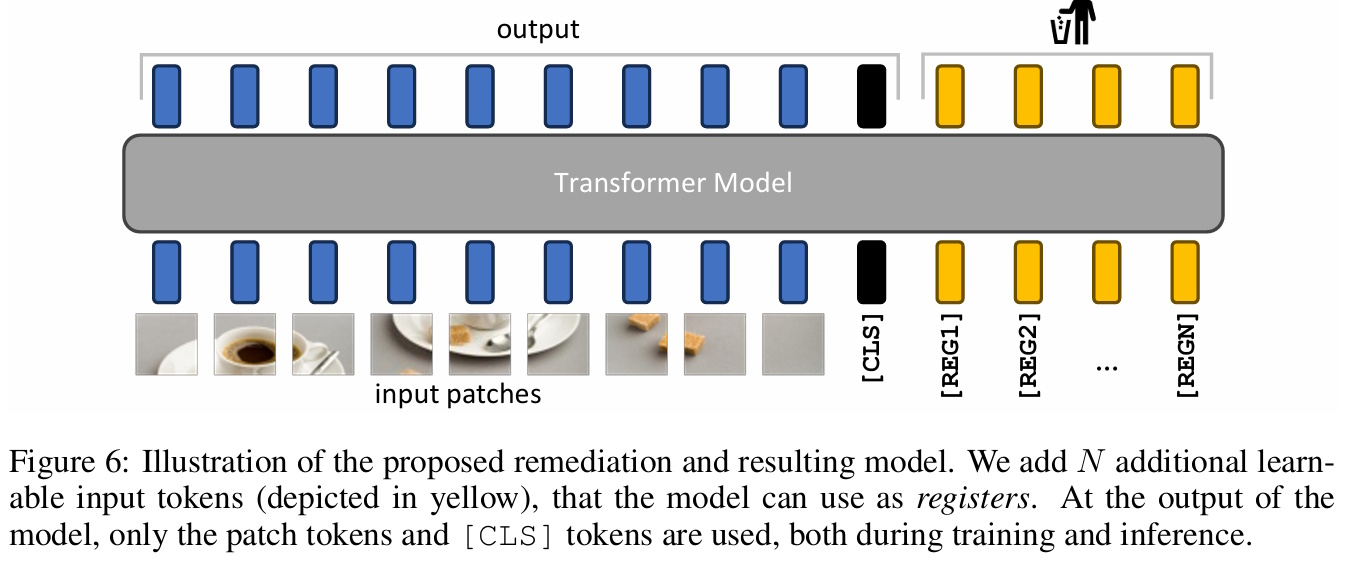 output
Transformer Model
[CLS]
[REG1]
[REG2]
...
[REGN]
input patches
Figure 6: Illustration of the proposed remediation and resulting model. We add N additional learn-
able input tokens (depicted in yellow), that the model can use as registers. At the output of the
model, only the patch tokens and [CLS] tokens are used, both during training and inference.